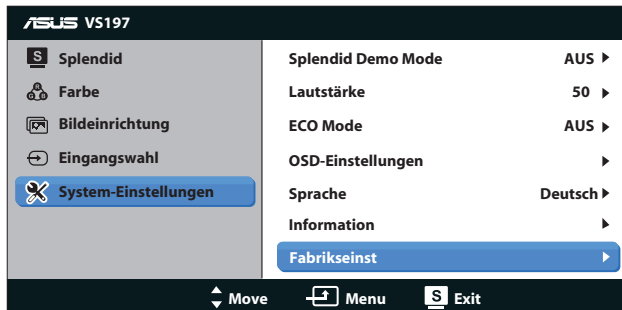 ASUS VS197
S Splendid
Farbe
Bildeinrichtung
Eingangswahl
System-Einstellungen
Splendid Demo Mode AUS
Lautstärke 50
ECO Mode AUS
OSD-Einstellungen
Sprache Deutsch
Information
Fabrikseinst
Move Menu S Exit